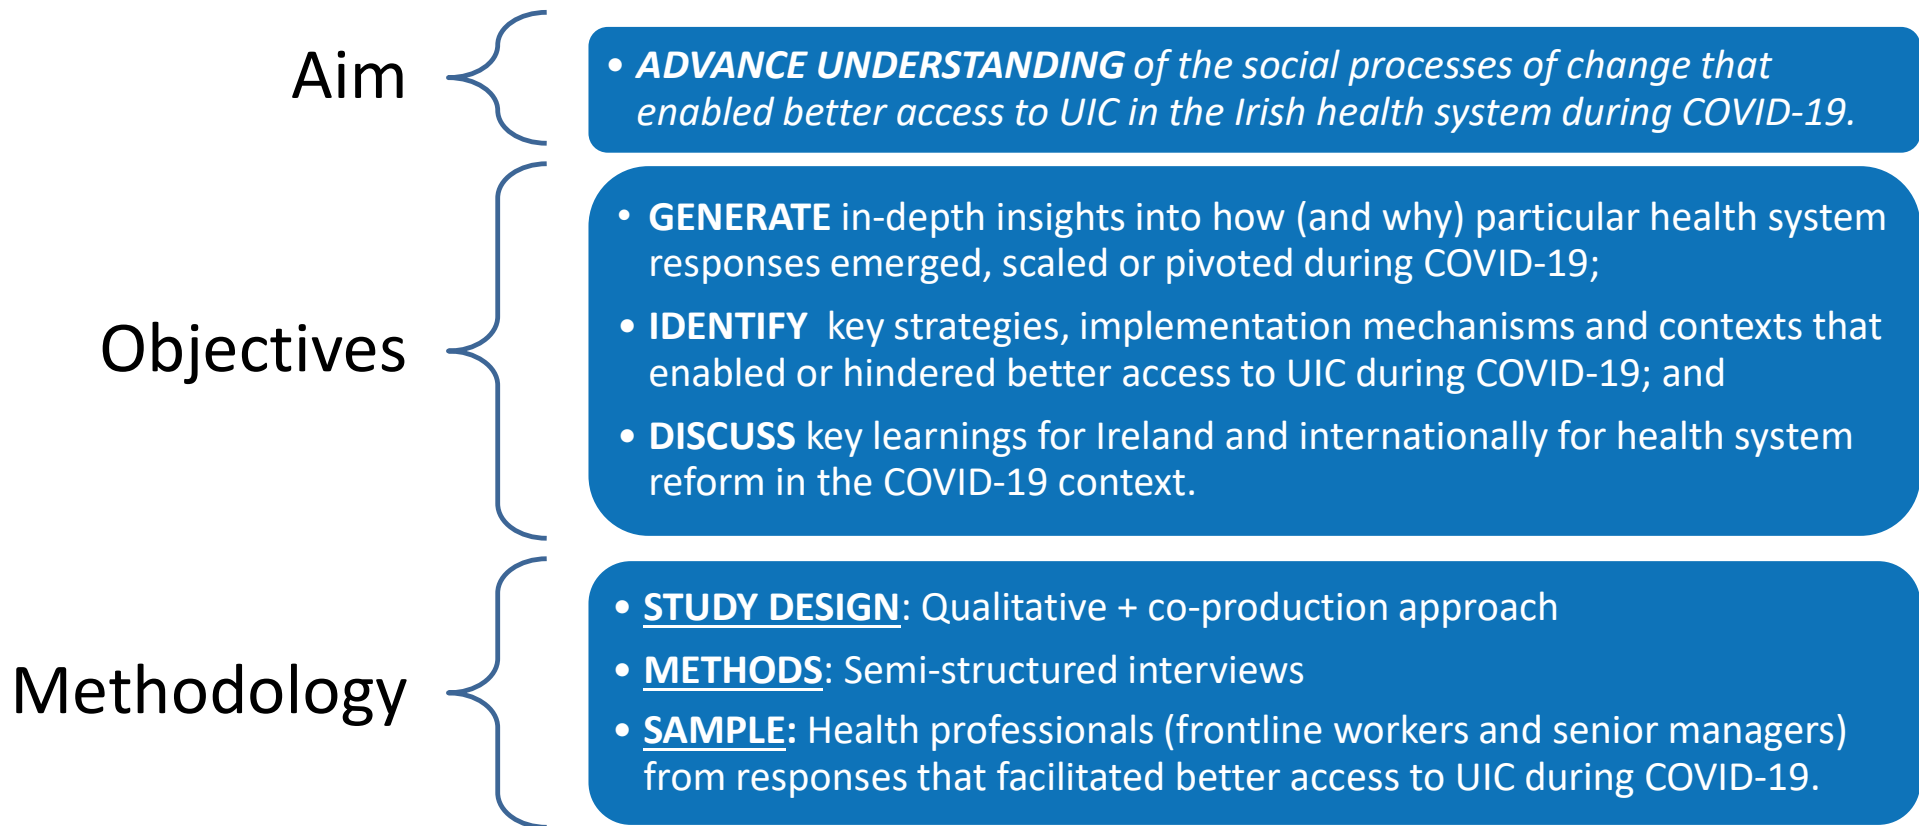 Aim
• ADVANCE UNDERSTANDING of the social processes of change that
enabled better access to UIC in the Irish health system during COVID-19.
Objectives
• GENERATE in-depth insights into how (and why) particular health system
responses emerged, scaled or pivoted during COVID-19;
• IDENTIFY  key strategies, implementation mechanisms and contexts that
enabled or hindered better access to UIC during COVID-19; and
• DISCUSS key learnings for Ireland and internationally for health system
reform in the COVID-19 context.
Methodology
• STUDY DESIGN: Qualitative + co-production approach
• METHODS: Semi-structured interviews
• SAMPLE: Health professionals (frontline workers and senior managers)
from responses that facilitated better access to UIC during COVID-19.